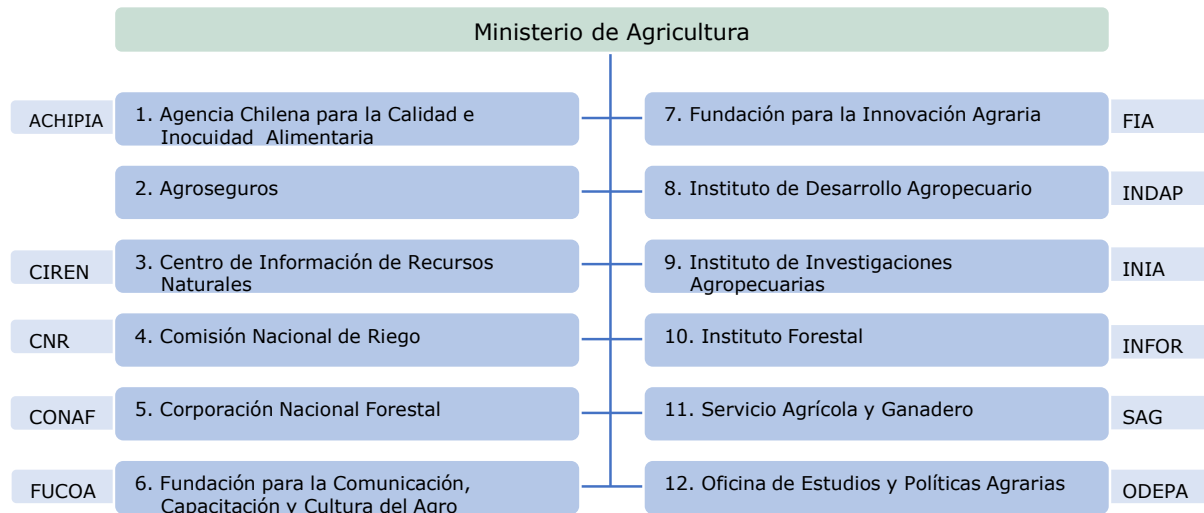 Ministerio de Agricultura
ACHIPIA
1. Agencia Chilena para la Calidad e
Inocuidad Alimentaria
2. Agroseguros
CIREN
3. Centro de Información de Recursos
Naturales
CNR
4. Comisión Nacional de Riego
CONAF
5. Corporación Nacional Forestal
FUCOA
6. Fundación para la Comunicación,
Capacitación y Cultura del Agro
7. Fundación para la Innovación Agraria
FIA
8. Instituto de Desarrollo Agropecuario
INDAP
9. Instituto de Investigaciones
Agropecuarias
INIA
10. Instituto Forestal
INFOR
11. Servicio Agrícola y Ganadero
SAG
12. Oficina de Estudios y Políticas Agrarias
ODEPA